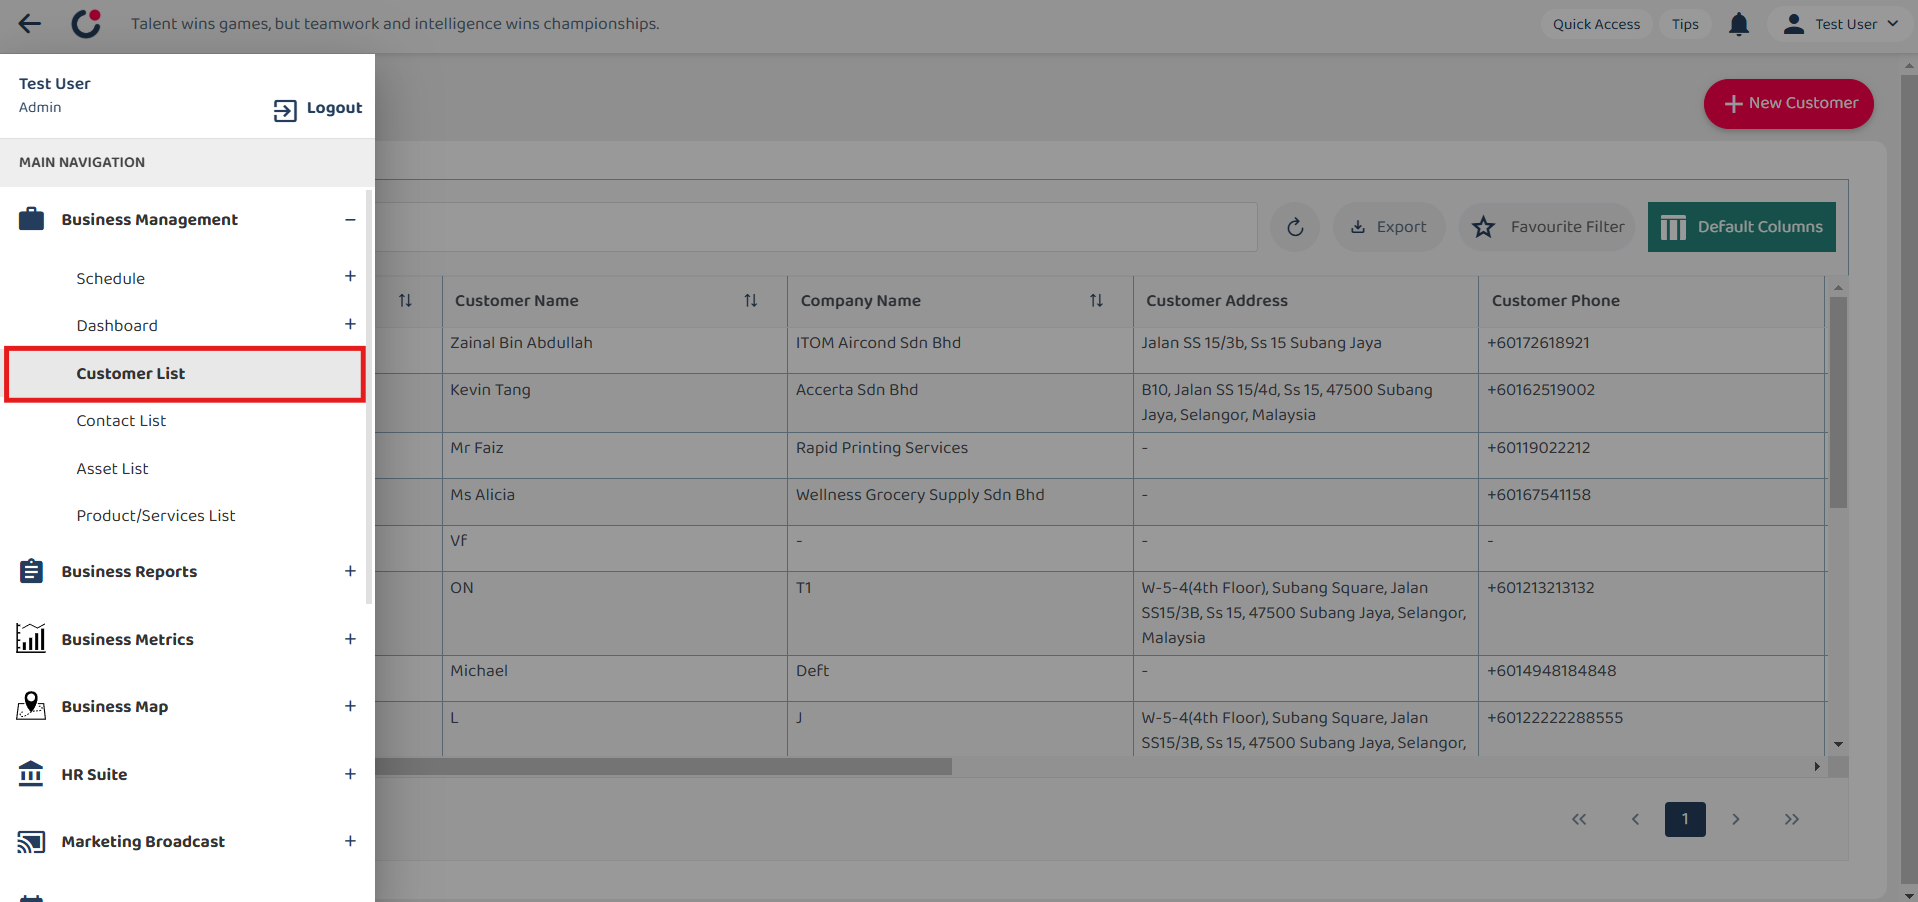 Talent wins games, but teamwork and intelligence wins championships.
Quick Access
Tips
Test User
Test User
Admin
Logout
MAIN NAVIGATION
Business Management
Schedule
Dashboard
Customer List
Contact List
Asset List
Product/Services List
Business Reports
Business Metrics
Business Map
HR Suite
Marketing Broadcast
New Customer
Export
Favourite Filter
Default Columns
Customer Name
Company Name
Customer Address
Customer Phone
Zainal Bin Abdullah
ITOM Aircond Sdn Bhd
Jalan SS 15/3b, Ss 15 Subang Jaya
+60172618921
Kevin Tang
Accerta Sdn Bhd
B10, Jalan SS 15/4d, Ss 15, 47500 Subang
Jaya, Selangor, Malaysia
+60162519002
Mr Faiz
Rapid Printing Services
-
+60119022212
Ms Alicia
Wellness Grocery Supply Sdn Bhd
-
+60167541158
Vf
-
-
-
ON
T1
W-5-4(4th Floor), Subang Square, Jalan
SS15/3B, Ss 15, 47500 Subang Jaya, Selangor,
Malaysia
+601213213132
Michael
Deft
-
+6014948184848
L
J
W-5-4(4th Floor), Subang Square, Jalan
SS15/3B, Ss 15, 47500 Subang Jaya, Selangor,
+60122222288555
1